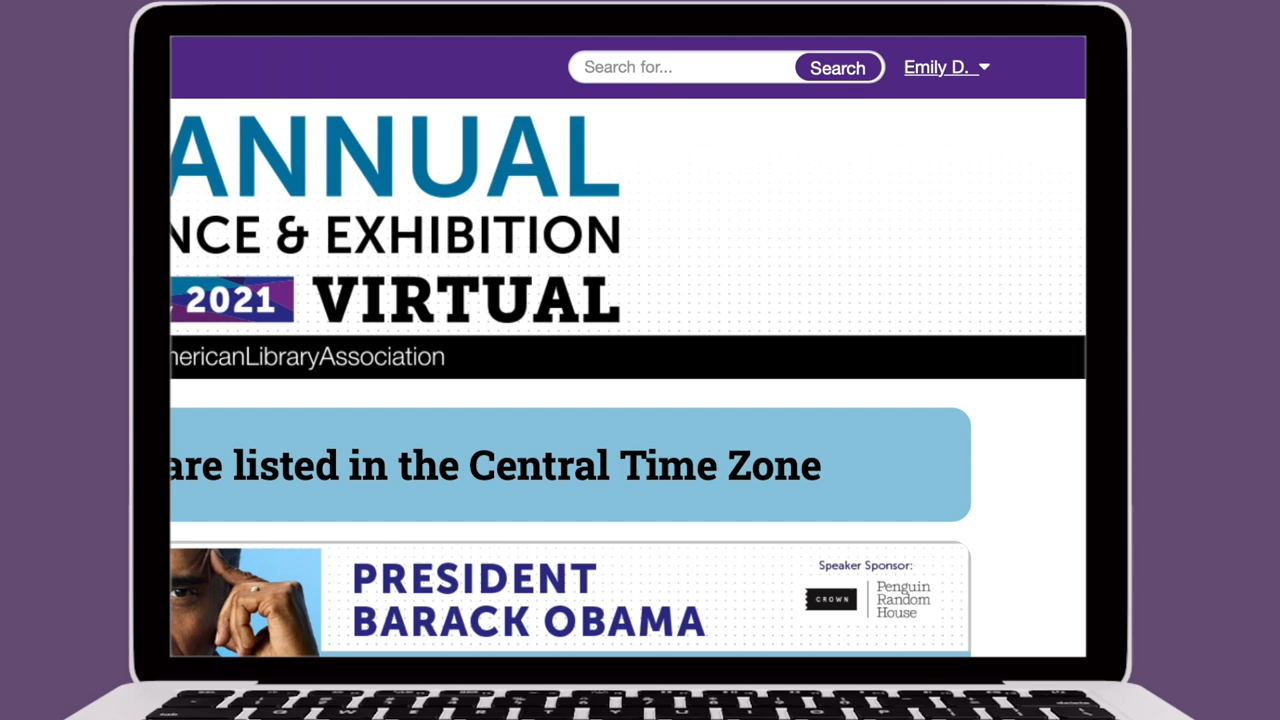 Search for...
Search
Emily D.
ANNUAL
NCE & EXHIBITION
2021 VIRTUAL
nericanLibraryAssociation
are listed in the Central Time Zone
PRESIDENT
BARACK OBAMA
Speaker Sponsor:
CROWN
Penguin
Random
House